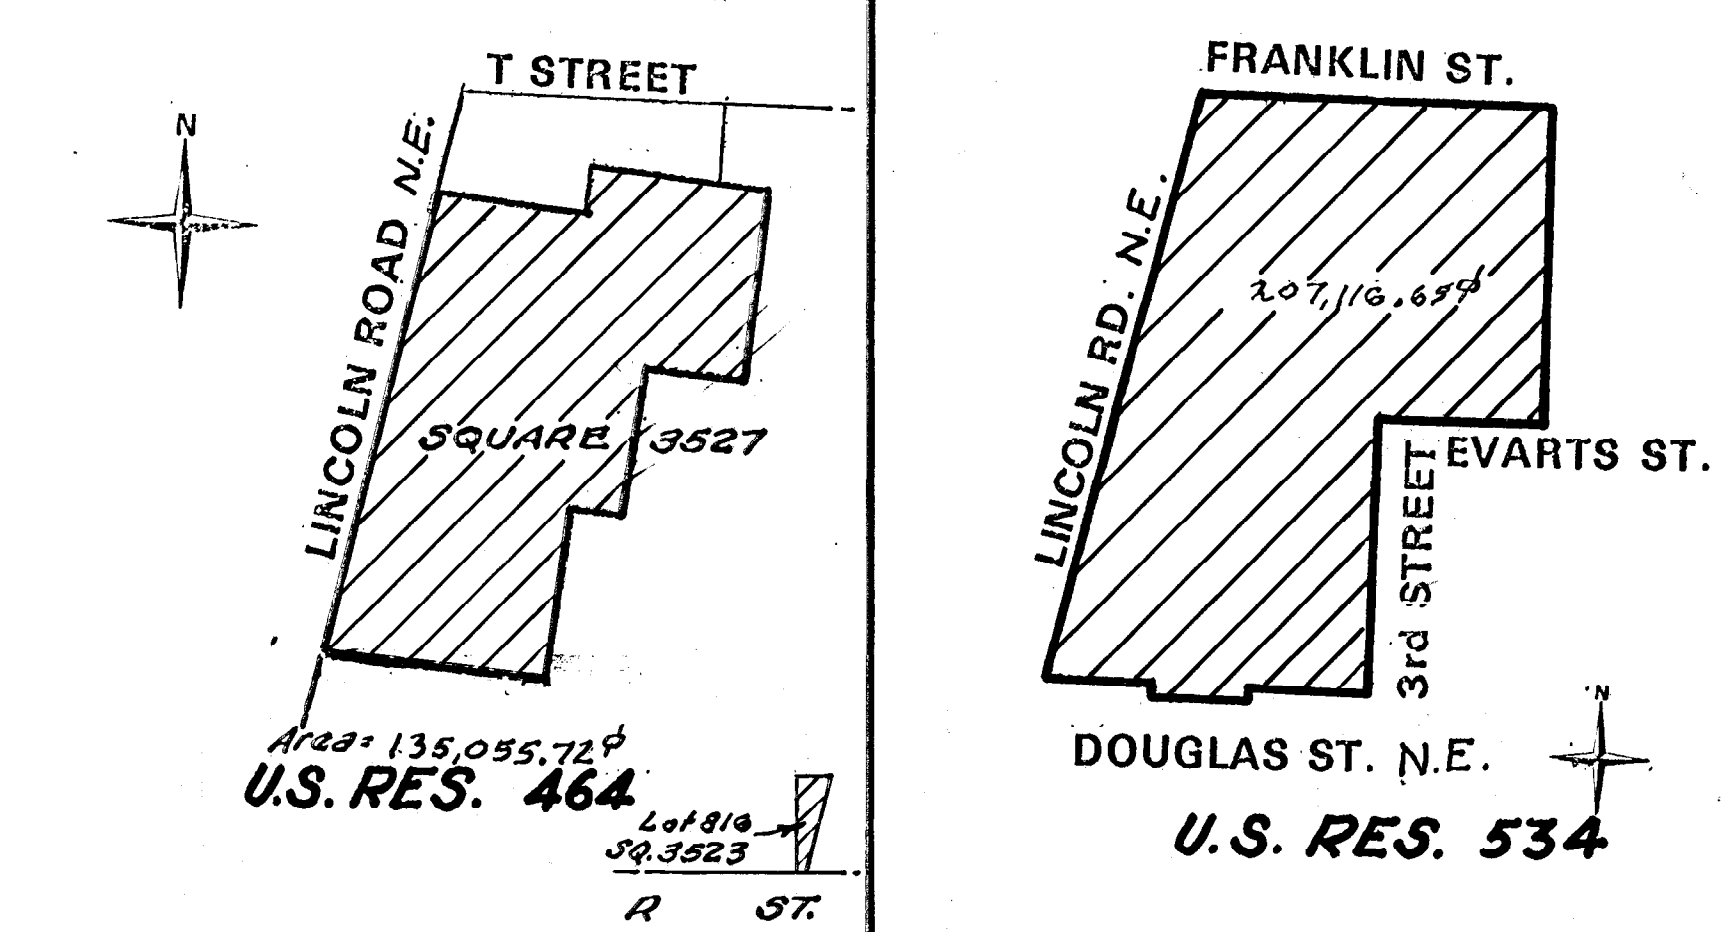 T STREET
N
LINCOLN ROAD N.E.
SQUARE 3527
Area= 135,055.72
U.S. RES. 464
Lot 816
SQ. 3523
R ST.
FRANKLIN ST.
LINCOLN RD. N.E.
207,116.65
EVARTS ST.
3rd STREET
N
DOUGLAS ST. N.E.
U.S. RES. 534